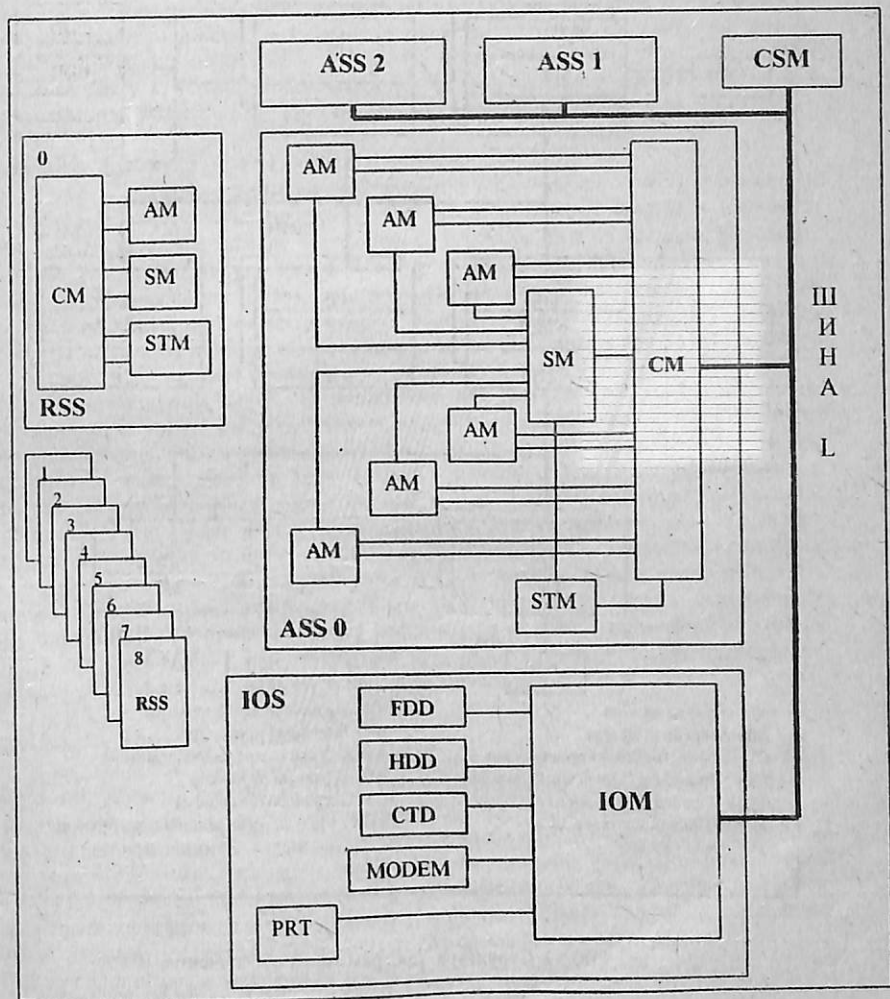 ASS 2
ASS 1
CSM
0
CM
AM
SM
STM
RSS
AM
AM
AM
SM
CM
AM
AM
AM
STM
ASS 0
ШИНА L
1
2
3
4
5
6
7
8
RSS
IOS
FDD
HDD
CTD
MODEM
PRT
IOM